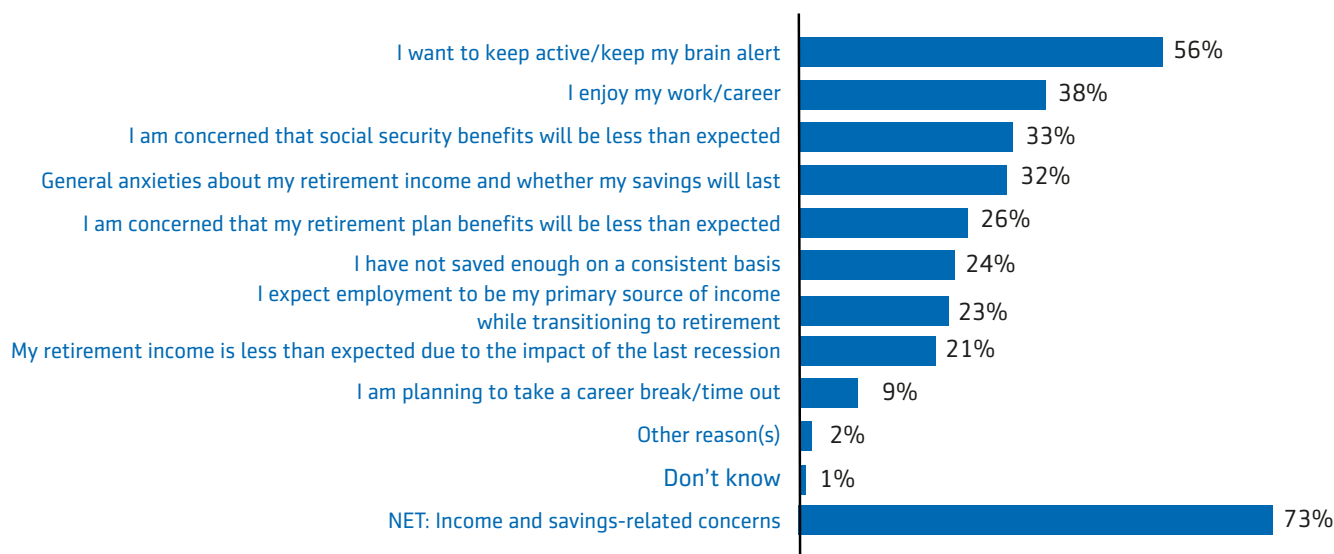 I want to keep active/keep my brain alert 56%
I enjoy my work/career 38%
I am concerned that social security benefits will be less than expected 33%
General anxieties about my retirement income and whether my savings will last 32%
I am concerned that my retirement plan benefits will be less than expected 26%
I have not saved enough on a consistent basis 24%
I expect employment to be my primary source of income
while transitioning to retirement 23%
My retirement income is less than expected due to the impact of the last recession 21%
I am planning to take a career break/time out 9%
Other reason(s) 2%
Don’t know 1%
NET: Income and savings-related concerns 73%